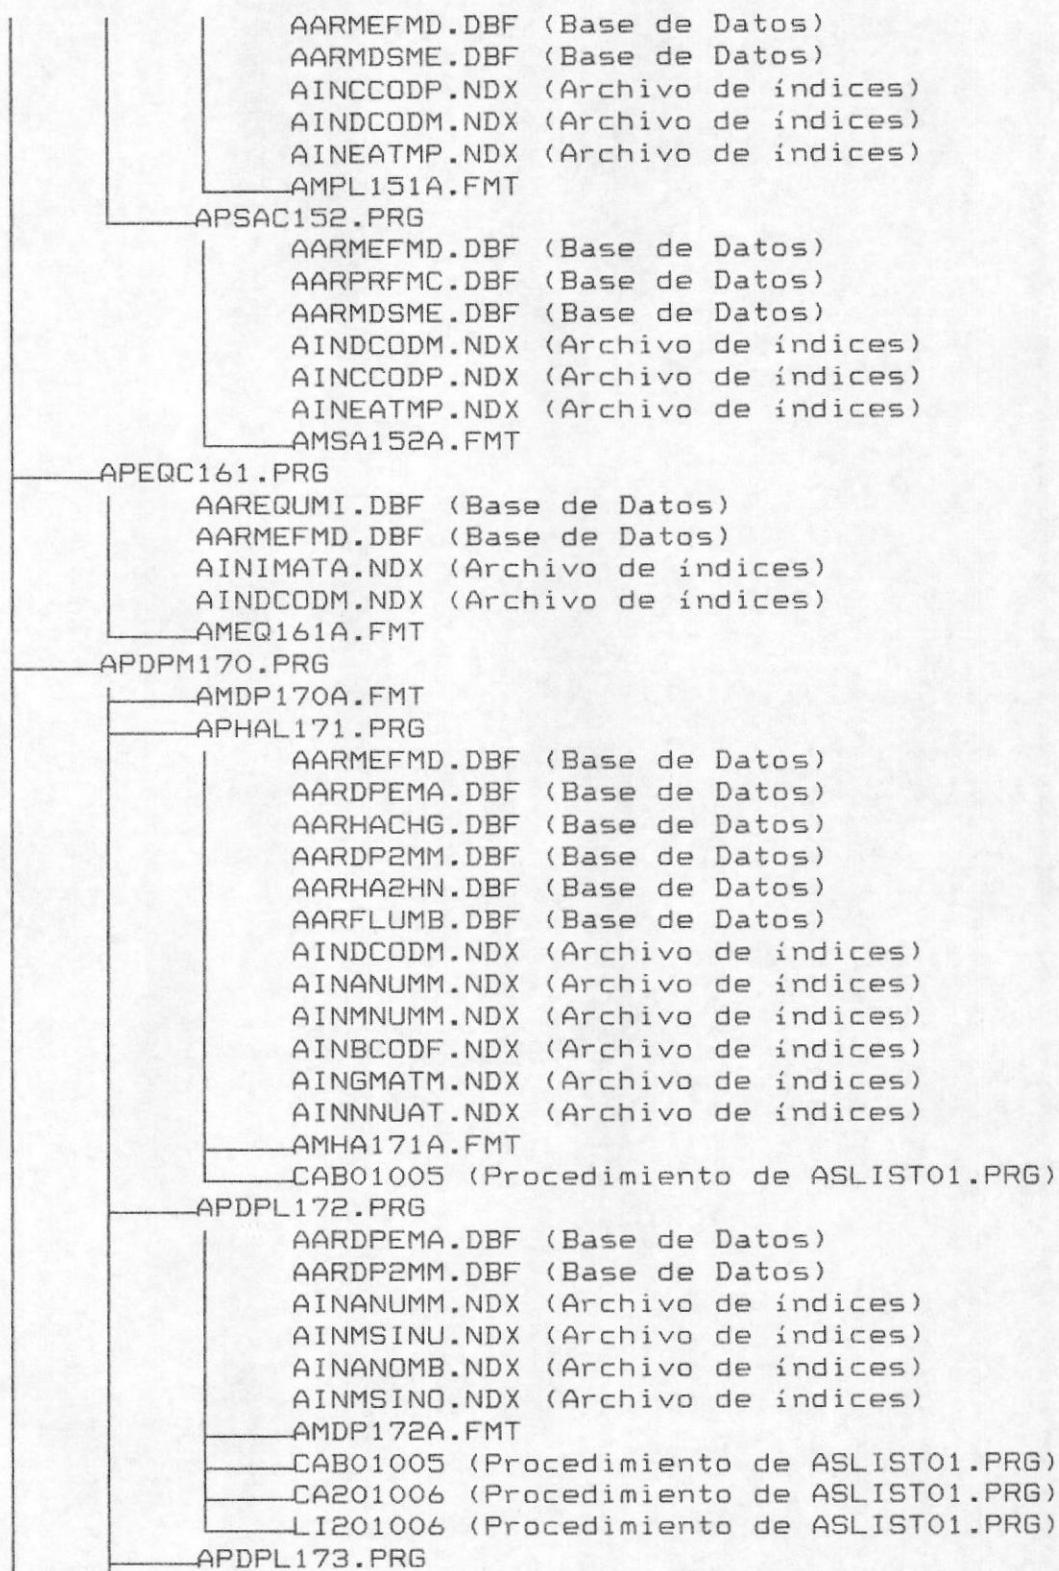 AARMEFMD.DBF (Base de Datos)
AARMDSME.DBF (Base de Datos)
AINCCODP.NDX (Archivo de índices)
AINDCODM.NDX (Archivo de índices)
AINEATMP.NDX (Archivo de índices)
AMPL151A.FMT
APSAC152.PRG
AARMEFMD.DBF (Base de Datos)
AARPRFMC.DBF (Base de Datos)
AARMDSME.DBF (Base de Datos)
AINDCODM.NDX (Archivo de índices)
AINCCODP.NDX (Archivo de índices)
AINEATMP.NDX (Archivo de índices)
AMSA152A.FMT
APEQC161.PRG
AAREQUMI.DBF (Base de Datos)
AARMEFMD.DBF (Base de Datos)
AINIMATA.NDX (Archivo de índices)
AINDCODM.NDX (Archivo de índices)
AMEQ161A.FMT
APDPM170.PRG
AMDP170A.FMT
APHAL171.PRG
AARMEFMD.DBF (Base de Datos)
AARDPEMA.DBF (Base de Datos)
AARHACHG.DBF (Base de Datos)
AARDP2MM.DBF (Base de Datos)
AARHA2HN.DBF (Base de Datos)
AARFLUMB.DBF (Base de Datos)
AINDCODM.NDX (Archivo de índices)
AINANUMM.NDX (Archivo de índices)
AINMNUMM.NDX (Archivo de índices)
AINBCODF.NDX (Archivo de índices)
AINGMATM.NDX (Archivo de índices)
AINNNUAT.NDX (Archivo de índices)
AMHA171A.FMT
CAB01005 (Procedimiento de ASLIST01.PRG)
APDPL172.PRG
AARDPEMA.DBF (Base de Datos)
AARDP2MM.DBF (Base de Datos)
AINANUMM.NDX (Archivo de índices)
AINMSINU.NDX (Archivo de índices)
AINANOMB.NDX (Archivo de índices)
AINMSINO.NDX (Archivo de índices)
AMDP172A.FMT
CAB01005 (Procedimiento de ASLIST01.PRG)
CA201006 (Procedimiento de ASLIST01.PRG)
LI201006 (Procedimiento de ASLIST01.PRG)
APDPL173.PRG